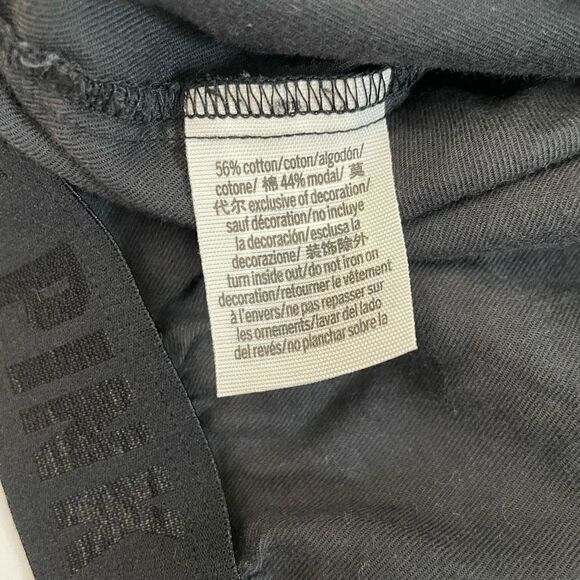 56% cotton/coton/algodón/
cotone/ 棉 44% modal/ 莫
代尔 exclusive of decoration/
sauf décoration/no incluye
la decoración/esclusa la
decorazione/ 装饰除外
turn inside out/do not iron on
decoration/retourner le vêtement
à l'envers/ne pas repasser sur
les ornements/lavar del lado
del revés/no planchar sobre la
PINK